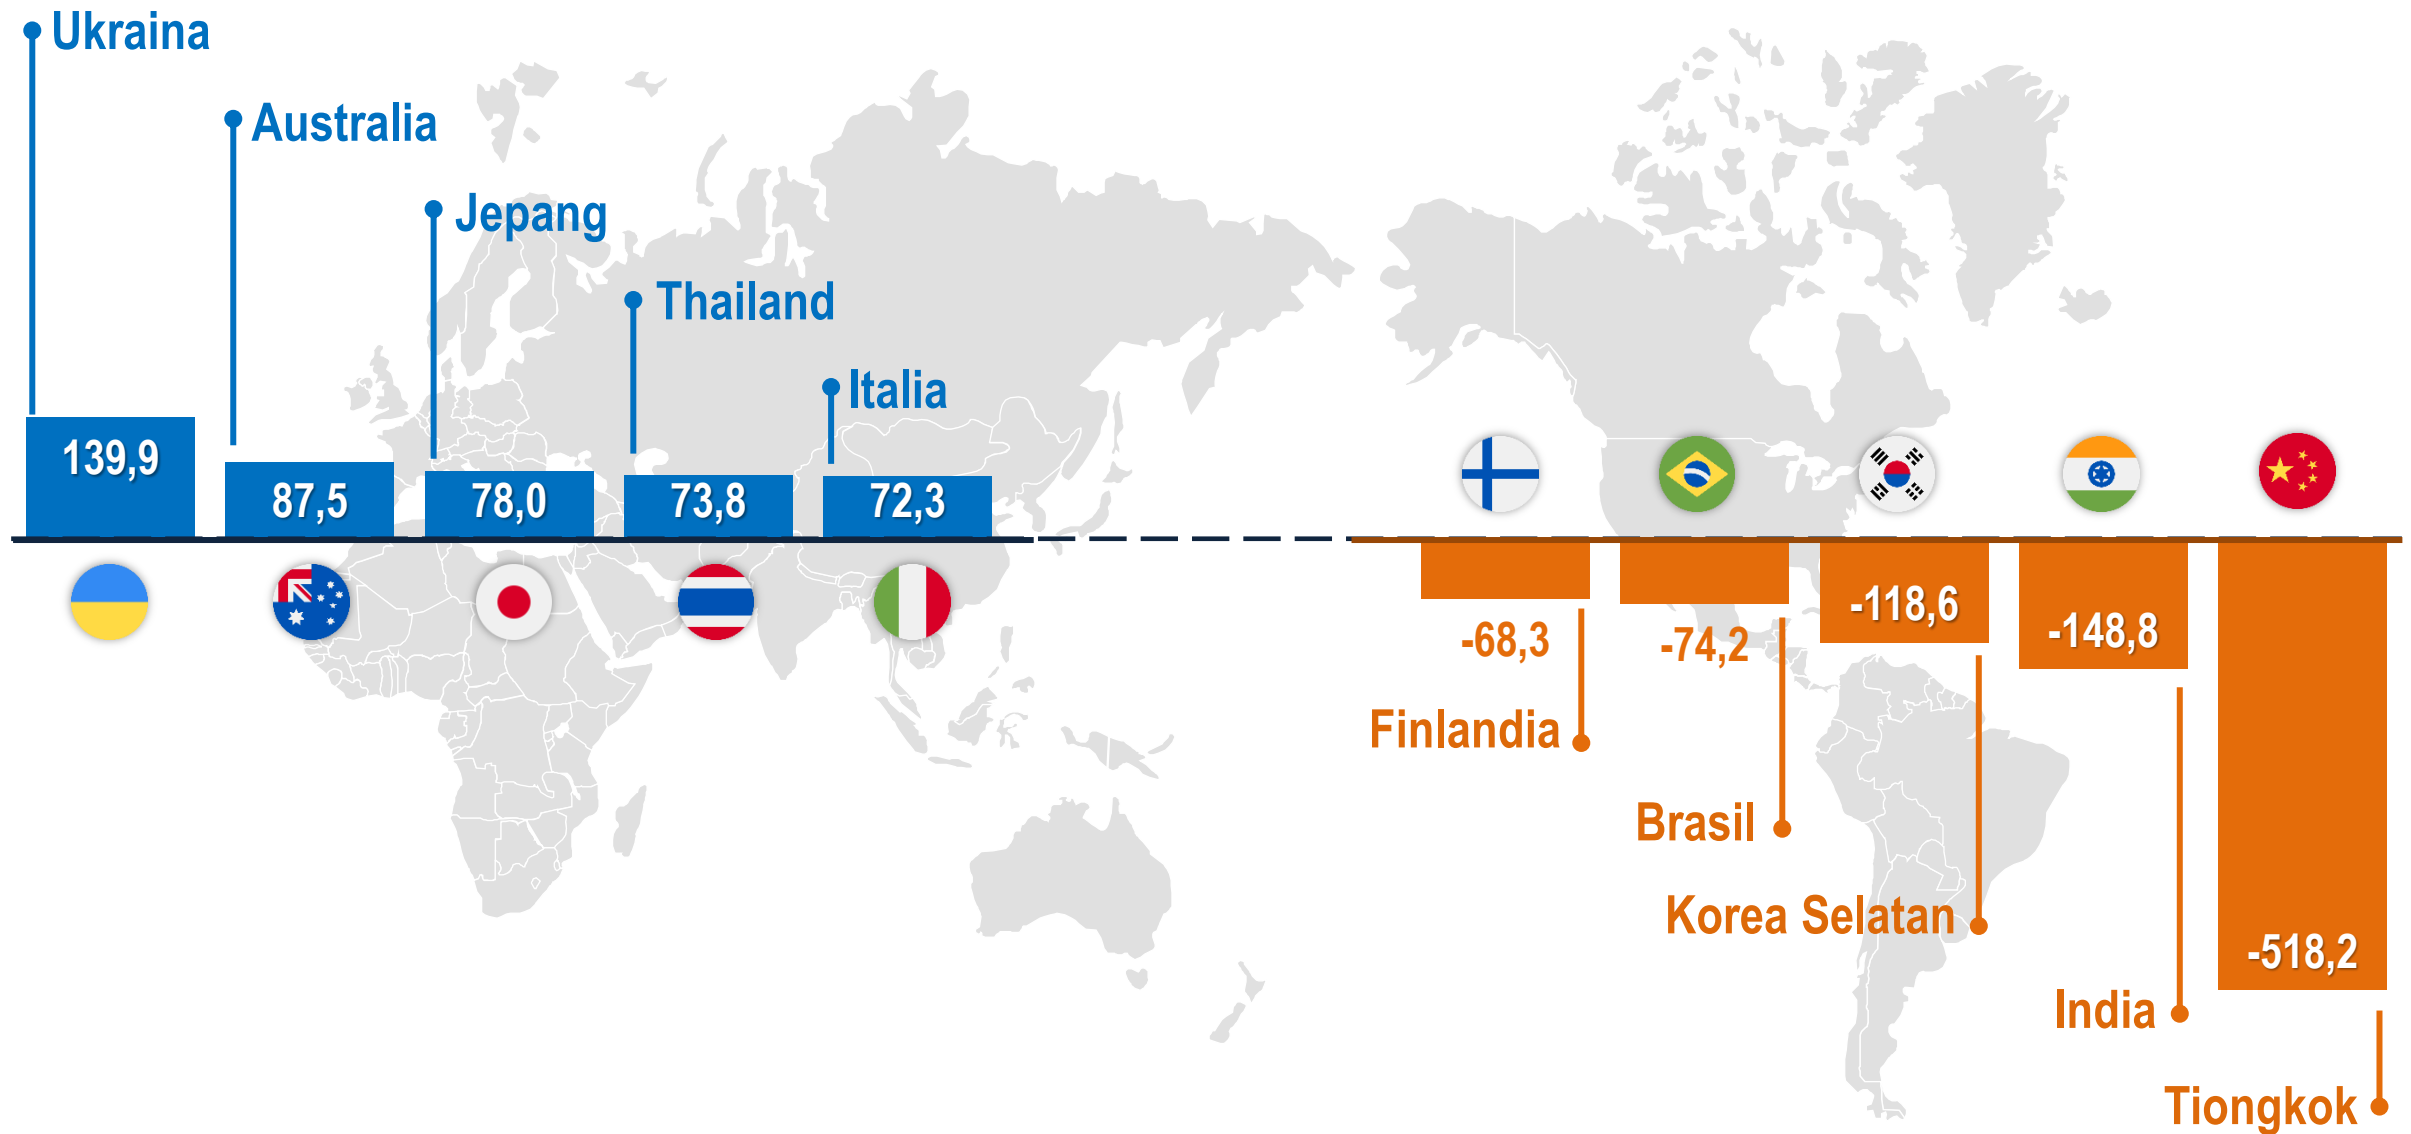 Ukraina
Australia
Jepang
Thailand
Italia
139,9
87,5
78,0
73,8
72,3
-68,3
-74,2
-118,6
-148,8
-518,2
Finlandia
Brasil
Korea Selatan
India
Tiongkok